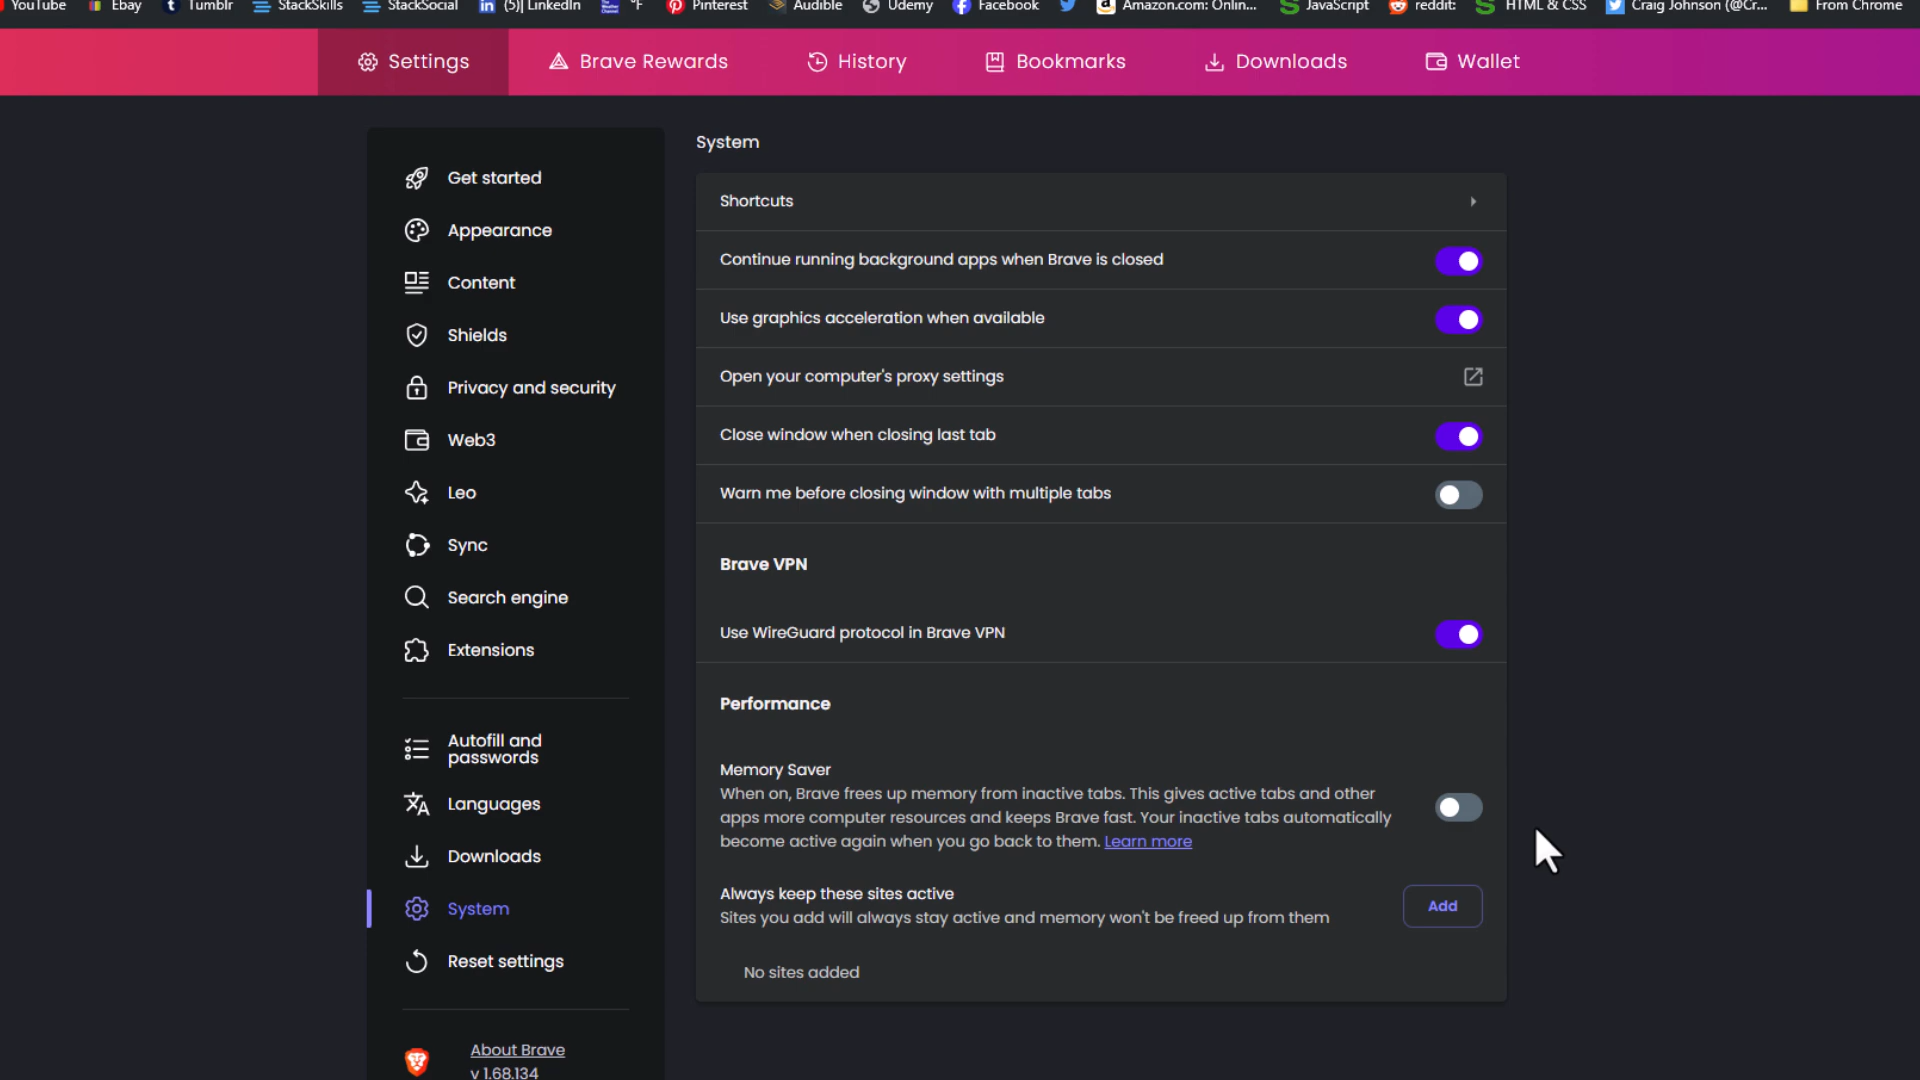 YouTube Ebay Tumblr StackSkills StackSocial (5)| LinkedIn °F Pinterest Audible Udemy Facebook Amazon.com: Onlin... JavaScript reddit: HTML & CSS Craig Johnson (@Cr... From Chrome
Settings Brave Rewards History Bookmarks Downloads Wallet
Get started
Appearance
Content
Shields
Privacy and security
Web3
Leo
Sync
Search engine
Extensions
Autofill and
passwords
Languages
Downloads
System
Reset settings
About Brave
v 1.68.134
System
Shortcuts
Continue running background apps when Brave is closed
Use graphics acceleration when available
Open your computer's proxy settings
Close window when closing last tab
Warn me before closing window with multiple tabs
Brave VPN
Use WireGuard protocol in Brave VPN
Performance
Memory Saver
When on, Brave frees up memory from inactive tabs. This gives active tabs and other
apps more computer resources and keeps Brave fast. Your inactive tabs automatically
become active again when you go back to them. Learn more
Always keep these sites active
Sites you add will always stay active and memory won't be freed up from them
Add
No sites added